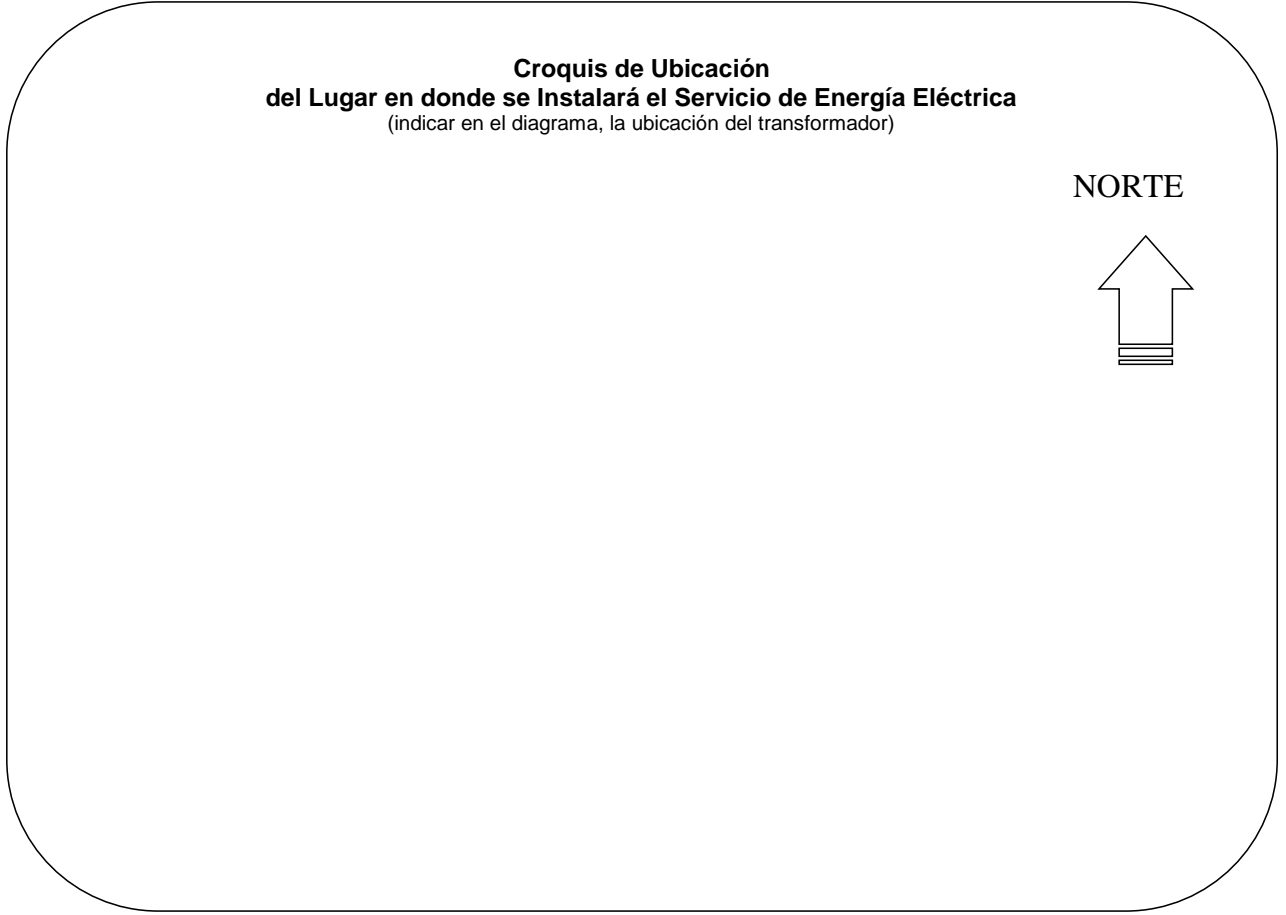 Croquis de Ubicación
del Lugar en donde se Instalará el Servicio de Energía Eléctrica
(indicar en el diagrama, la ubicación del transformador)
NORTE